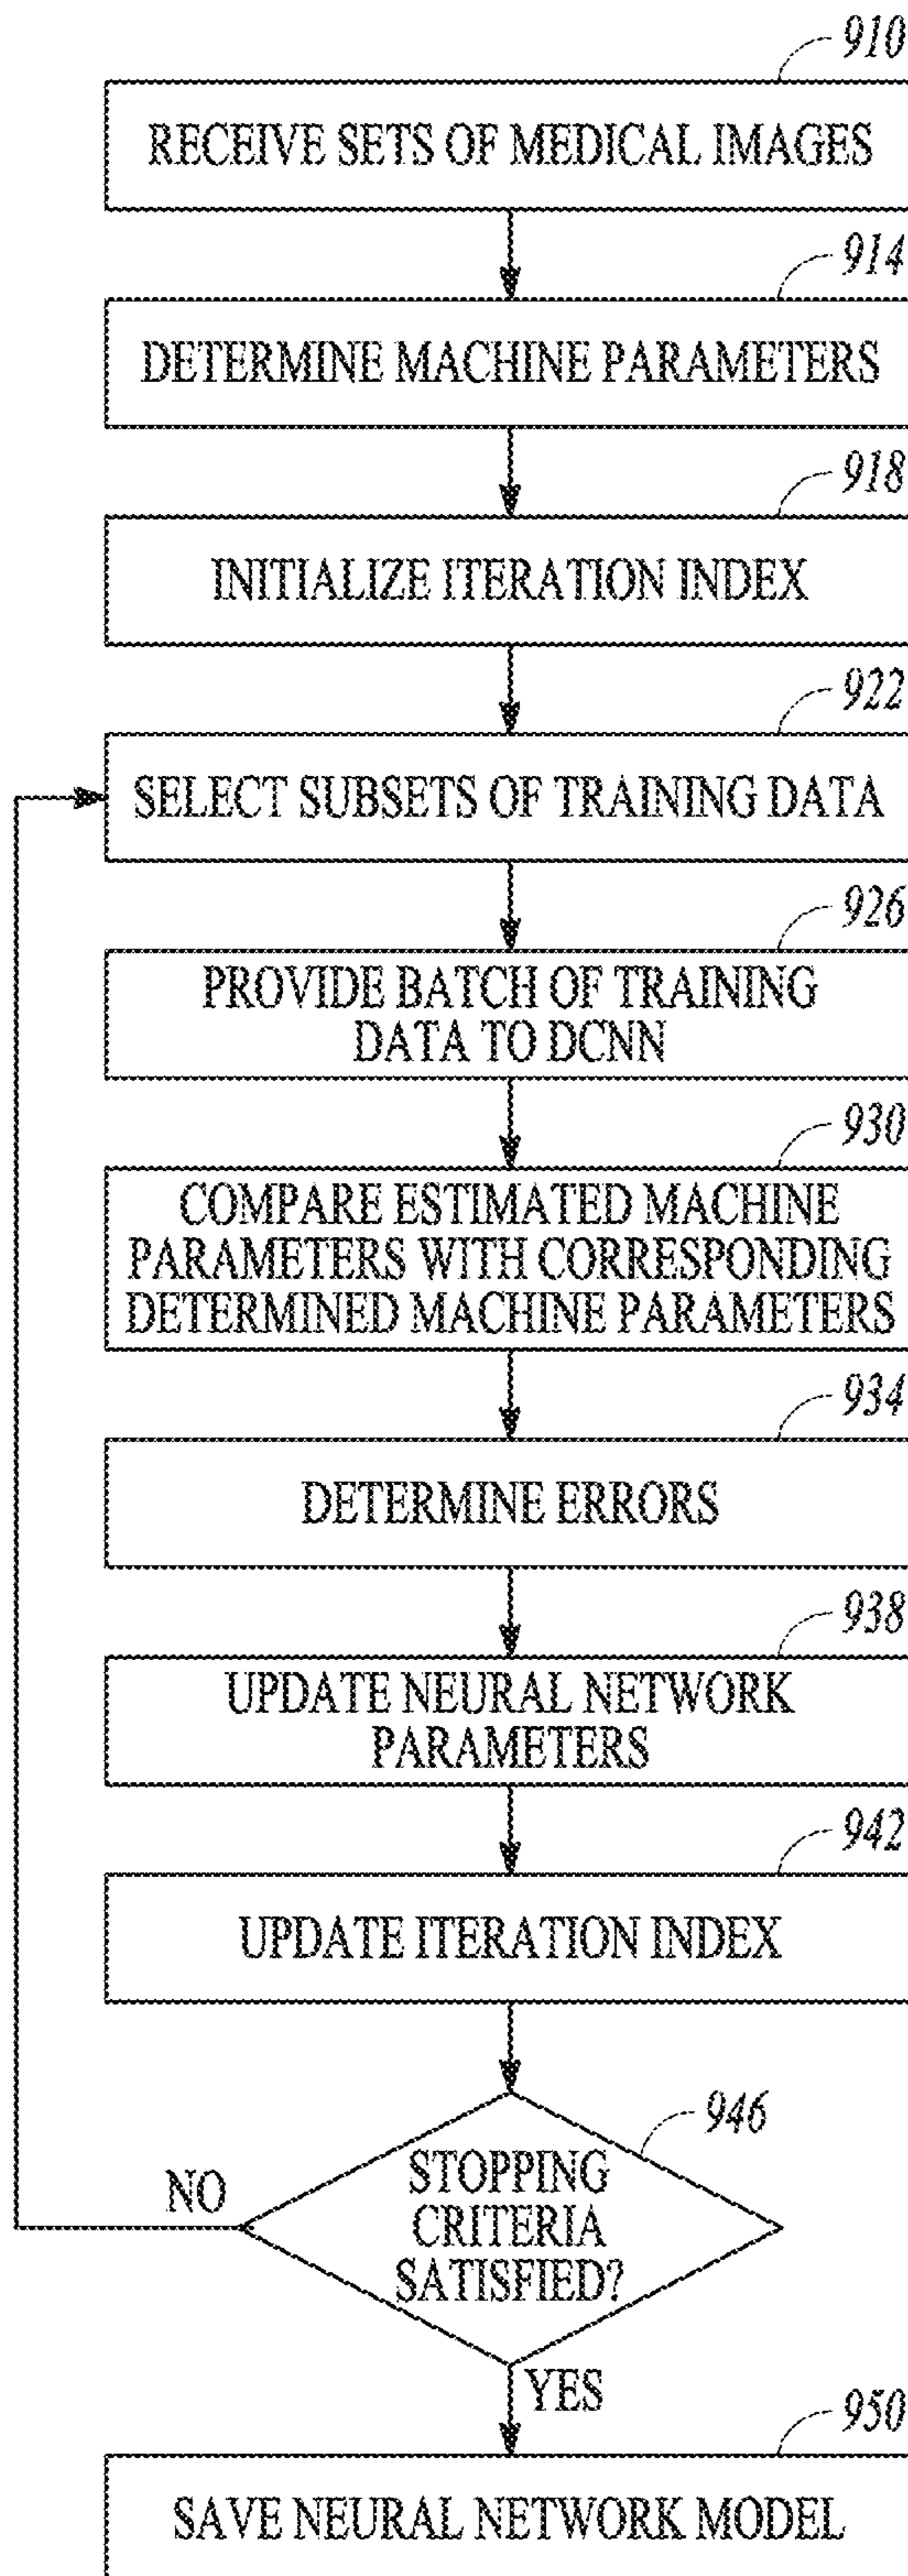 910
RECEIVE SETS OF MEDICAL IMAGES
914
DETERMINE MACHINE PARAMETERS
918
INITIALIZE ITERATION INDEX
922
SELECT SUBSETS OF TRAINING DATA
926
PROVIDE BATCH OF TRAINING
DATA TO DCNN
930
COMPARE ESTIMATED MACHINE
PARAMETERS WITH CORRESPONDING
DETERMINED MACHINE PARAMETERS
934
DETERMINE ERRORS
938
UPDATE NEURAL NETWORK
PARAMETERS
942
UPDATE ITERATION INDEX
946
STOPPING
CRITERIA
SATISFIED?
NO
YES
950
SAVE NEURAL NETWORK MODEL